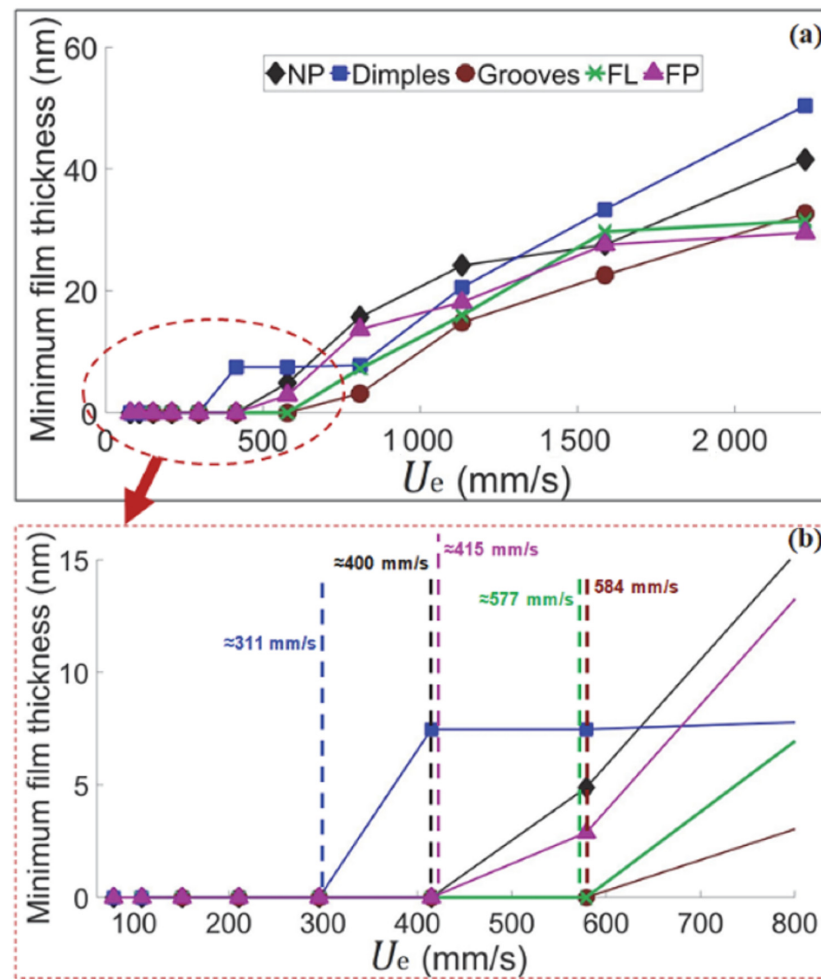 (a)
60
40
20
0
Minimum film thickness (nm)
NP Dimples Grooves FL FP
0 500 1 000 1 500 2 000
Ue (mm/s)
(b)
15
10
5
0
Minimum film thickness (nm)
≈415 mm/s
≈400 mm/s
≈577 mm/s
584 mm/s
≈311 mm/s
100 200 300 400 500 600 700 800
Ue (mm/s)